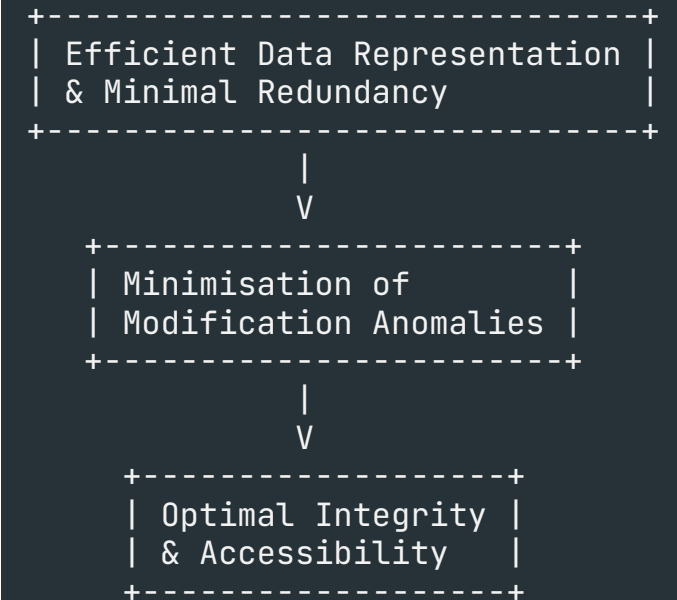 +-------------------------------+
| Efficient Data Representation |
| & Minimal Redundancy          |
+-------------------------------+
              |
              V
   +------------------------+
   | Minimisation of        |
   | Modification Anomalies |
   +------------------------+
              |
              V
     +-------------------+
     | Optimal Integrity |
     | & Accessibility   |
     +-------------------+